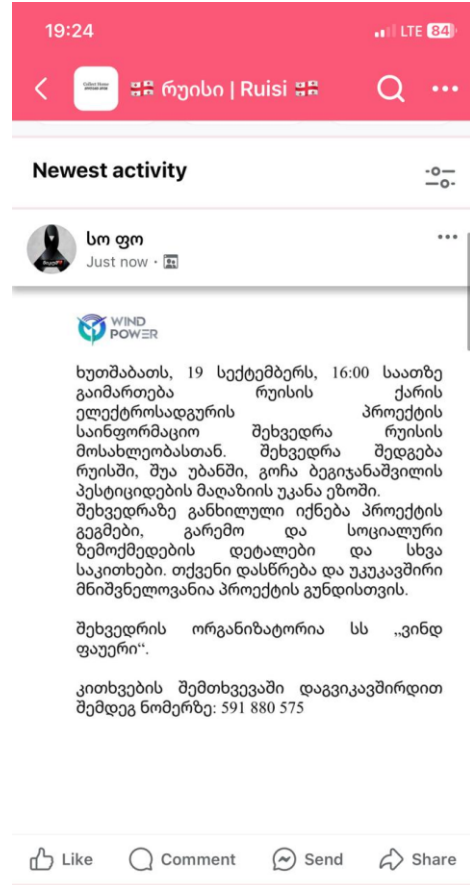 19:24
LTE 84
რუისი | Ruisi
Newest activity
სო ფო
Just now ·
WIND
POWER
ხუთშაბათს, 19 სექტემბერს, 16:00 საათზე
გაიმართება რუისის ქარის
ელექტროსადგურის პროექტის
საინფორმაციო შეხვედრა რუისის
მოსახლეობასთან. შეხვედრა შედგება
რუისში, შუა უბანში, გოჩა ბეგიჯანაშვილის
პესტიციდების მაღაზიის უკანა ეზოში.
შეხვედრაზე განხილული იქნება პროექტის
გეგმები, გარემო და სოციალური
ზემოქმედების დეტალები და სხვა
საკითხები. თქვენი დასწრება და უკუკავშირი
მნიშვნელოვანია პროექტის გუნდისთვის.
შეხვედრის ორგანიზატორია სს „ვინდ
ფაუერი“.
კითხვების შემთხვევაში დაგვიკავშირდით
შემდეგ ნომერზე: 591 880 575
Like Comment Send Share